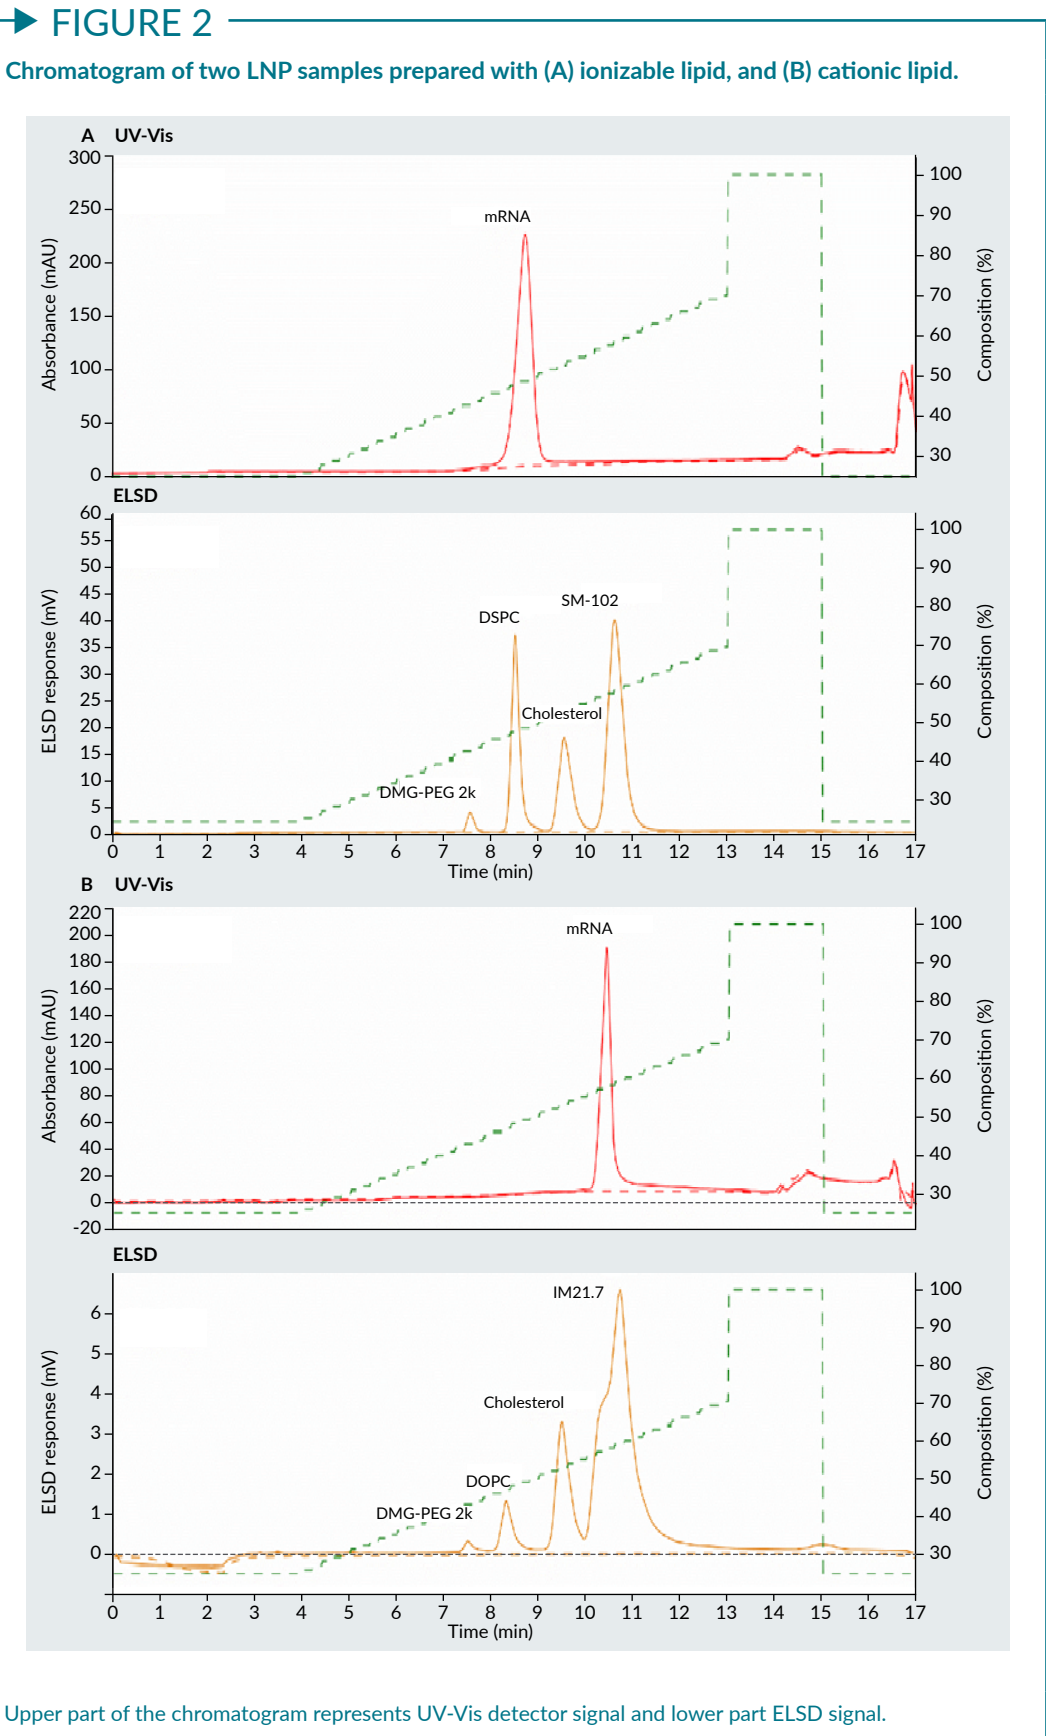 FIGURE 2
Chromatogram of two LNP samples prepared with (A) ionizable lipid, and (B) cationic lipid.
A UV-Vis
Absorbance (mAU)
300
250
200
150
100
50
0
mRNA
100
90
80
70
60
50
40
30
Composition (%)
ELSD
ELSD response (mV)
60
55
50
45
40
35
30
25
20
15
10
5
0
SM-102
DSPC
Cholesterol
DMG-PEG 2k
100
90
80
70
60
50
40
30
Composition (%)
0 1 2 3 4 5 6 7 8 9 10 11 12 13 14 15 16 17
Time (min)
B UV-Vis
Absorbance (mAU)
220
200
180
160
140
120
100
80
60
40
20
0
-20
mRNA
100
90
80
70
60
50
40
30
Composition (%)
ELSD
ELSD response (mV)
6
5
4
3
2
1
0
IM21.7
Cholesterol
DOPC
DMG-PEG 2k
100
90
80
70
60
50
40
30
Composition (%)
0 1 2 3 4 5 6 7 8 9 10 11 12 13 14 15 16 17
Time (min)
Upper part of the chromatogram represents UV-Vis detector signal and lower part ELSD signal.